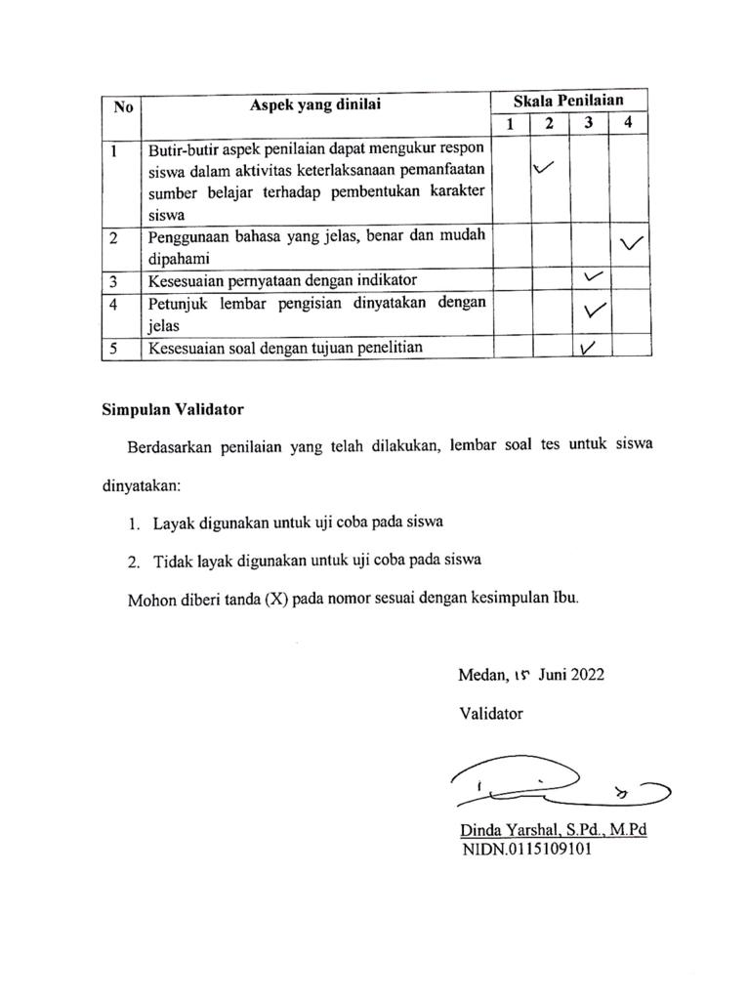 No Aspek yang dinilai Skala Penilaian
1 2 3 4
1 Butir-butir aspek penilaian dapat mengukur respon
siswa dalam aktivitas keterlaksanaan pemanfaatan
sumber belajar terhadap pembentukan karakter
siswa
2 Penggunaan bahasa yang jelas, benar dan mudah
dipahami
3 Kesesuaian pernyataan dengan indikator
4 Petunjuk lembar pengisian dinyatakan dengan
jelas
5 Kesesuaian soal dengan tujuan penelitian
Simpulan Validator
Berdasarkan penilaian yang telah dilakukan, lembar soal tes untuk siswa
dinyatakan:
1. Layak digunakan untuk uji coba pada siswa
2. Tidak layak digunakan untuk uji coba pada siswa
Mohon diberi tanda (X) pada nomor sesuai dengan kesimpulan Ibu.
Medan, 15 Juni 2022
Validator
Dinda Yarshal, S.Pd., M.Pd
NIDN.0115109101